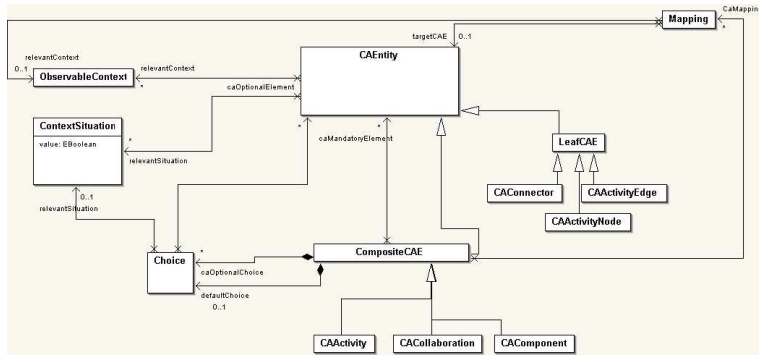 CaMappin
*
Mapping
targetCAE
0..1
CAEntity
relevantContext
0..1
ObservableContext
relevantContext
*
caOptionalElement
ContextSituation
value: EBoolean
*
relevantSituation
*
caMandatoryElement
*
LeafCAE
CAConnector
CAActivityEdge
CAActivityNode
0..1
relevantSituation
Choice
*
caOptionalChoice
defaultChoice
0..1
CompositeCAE
CAActivity
CACollaboration
CAComponent